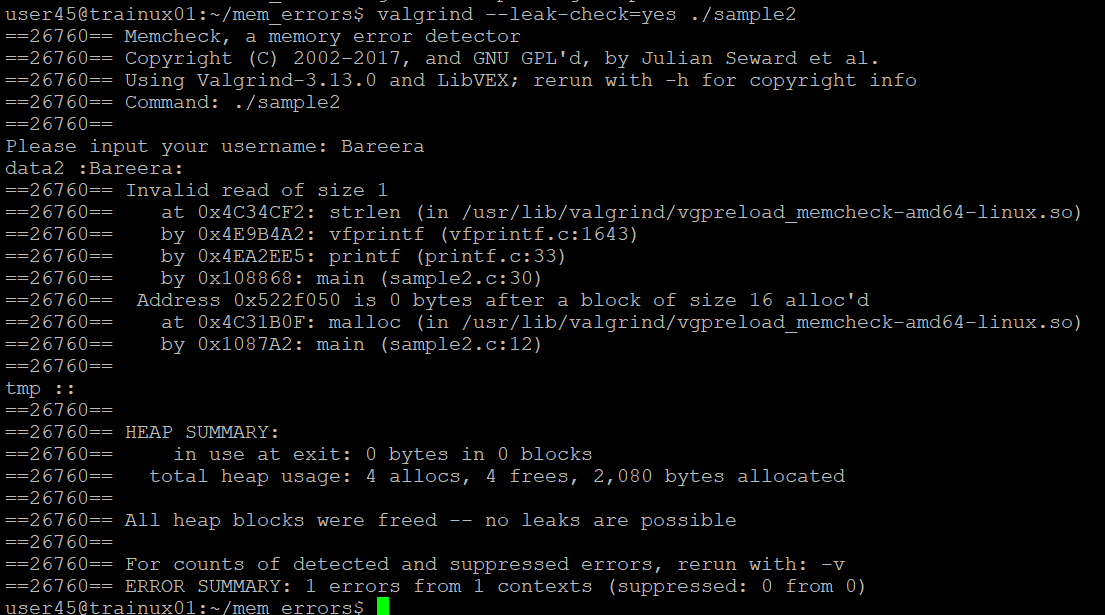 user45@trainux01:~/mem_errors$ valgrind --leak-check=yes ./sample2
==26760== Memcheck, a memory error detector
==26760== Copyright (C) 2002-2017, and GNU GPL'd, by Julian Seward et al.
==26760== Using Valgrind-3.13.0 and LibVEX; rerun with -h for copyright info
==26760== Command: ./sample2
==26760==
Please input your username: Bareera
data2 :Bareera:
==26760== Invalid read of size 1
==26760==    at 0x4C34CF2: strlen (in /usr/lib/valgrind/vgpreload_memcheck-amd64-linux.so)
==26760==    by 0x4E9B4A2: vfprintf (vfprintf.c:1643)
==26760==    by 0x4EA2EE5: printf (printf.c:33)
==26760==    by 0x108868: main (sample2.c:30)
==26760==  Address 0x522f050 is 0 bytes after a block of size 16 alloc'd
==26760==    at 0x4C31B0F: malloc (in /usr/lib/valgrind/vgpreload_memcheck-amd64-linux.so)
==26760==    by 0x1087A2: main (sample2.c:12)
==26760==
tmp ::
==26760==
==26760== HEAP SUMMARY:
==26760==     in use at exit: 0 bytes in 0 blocks
==26760==   total heap usage: 4 allocs, 4 frees, 2,080 bytes allocated
==26760==
==26760== All heap blocks were freed -- no leaks are possible
==26760==
==26760== For counts of detected and suppressed errors, rerun with: -v
==26760== ERROR SUMMARY: 1 errors from 1 contexts (suppressed: 0 from 0)
user45@trainux01:~/mem_errors$